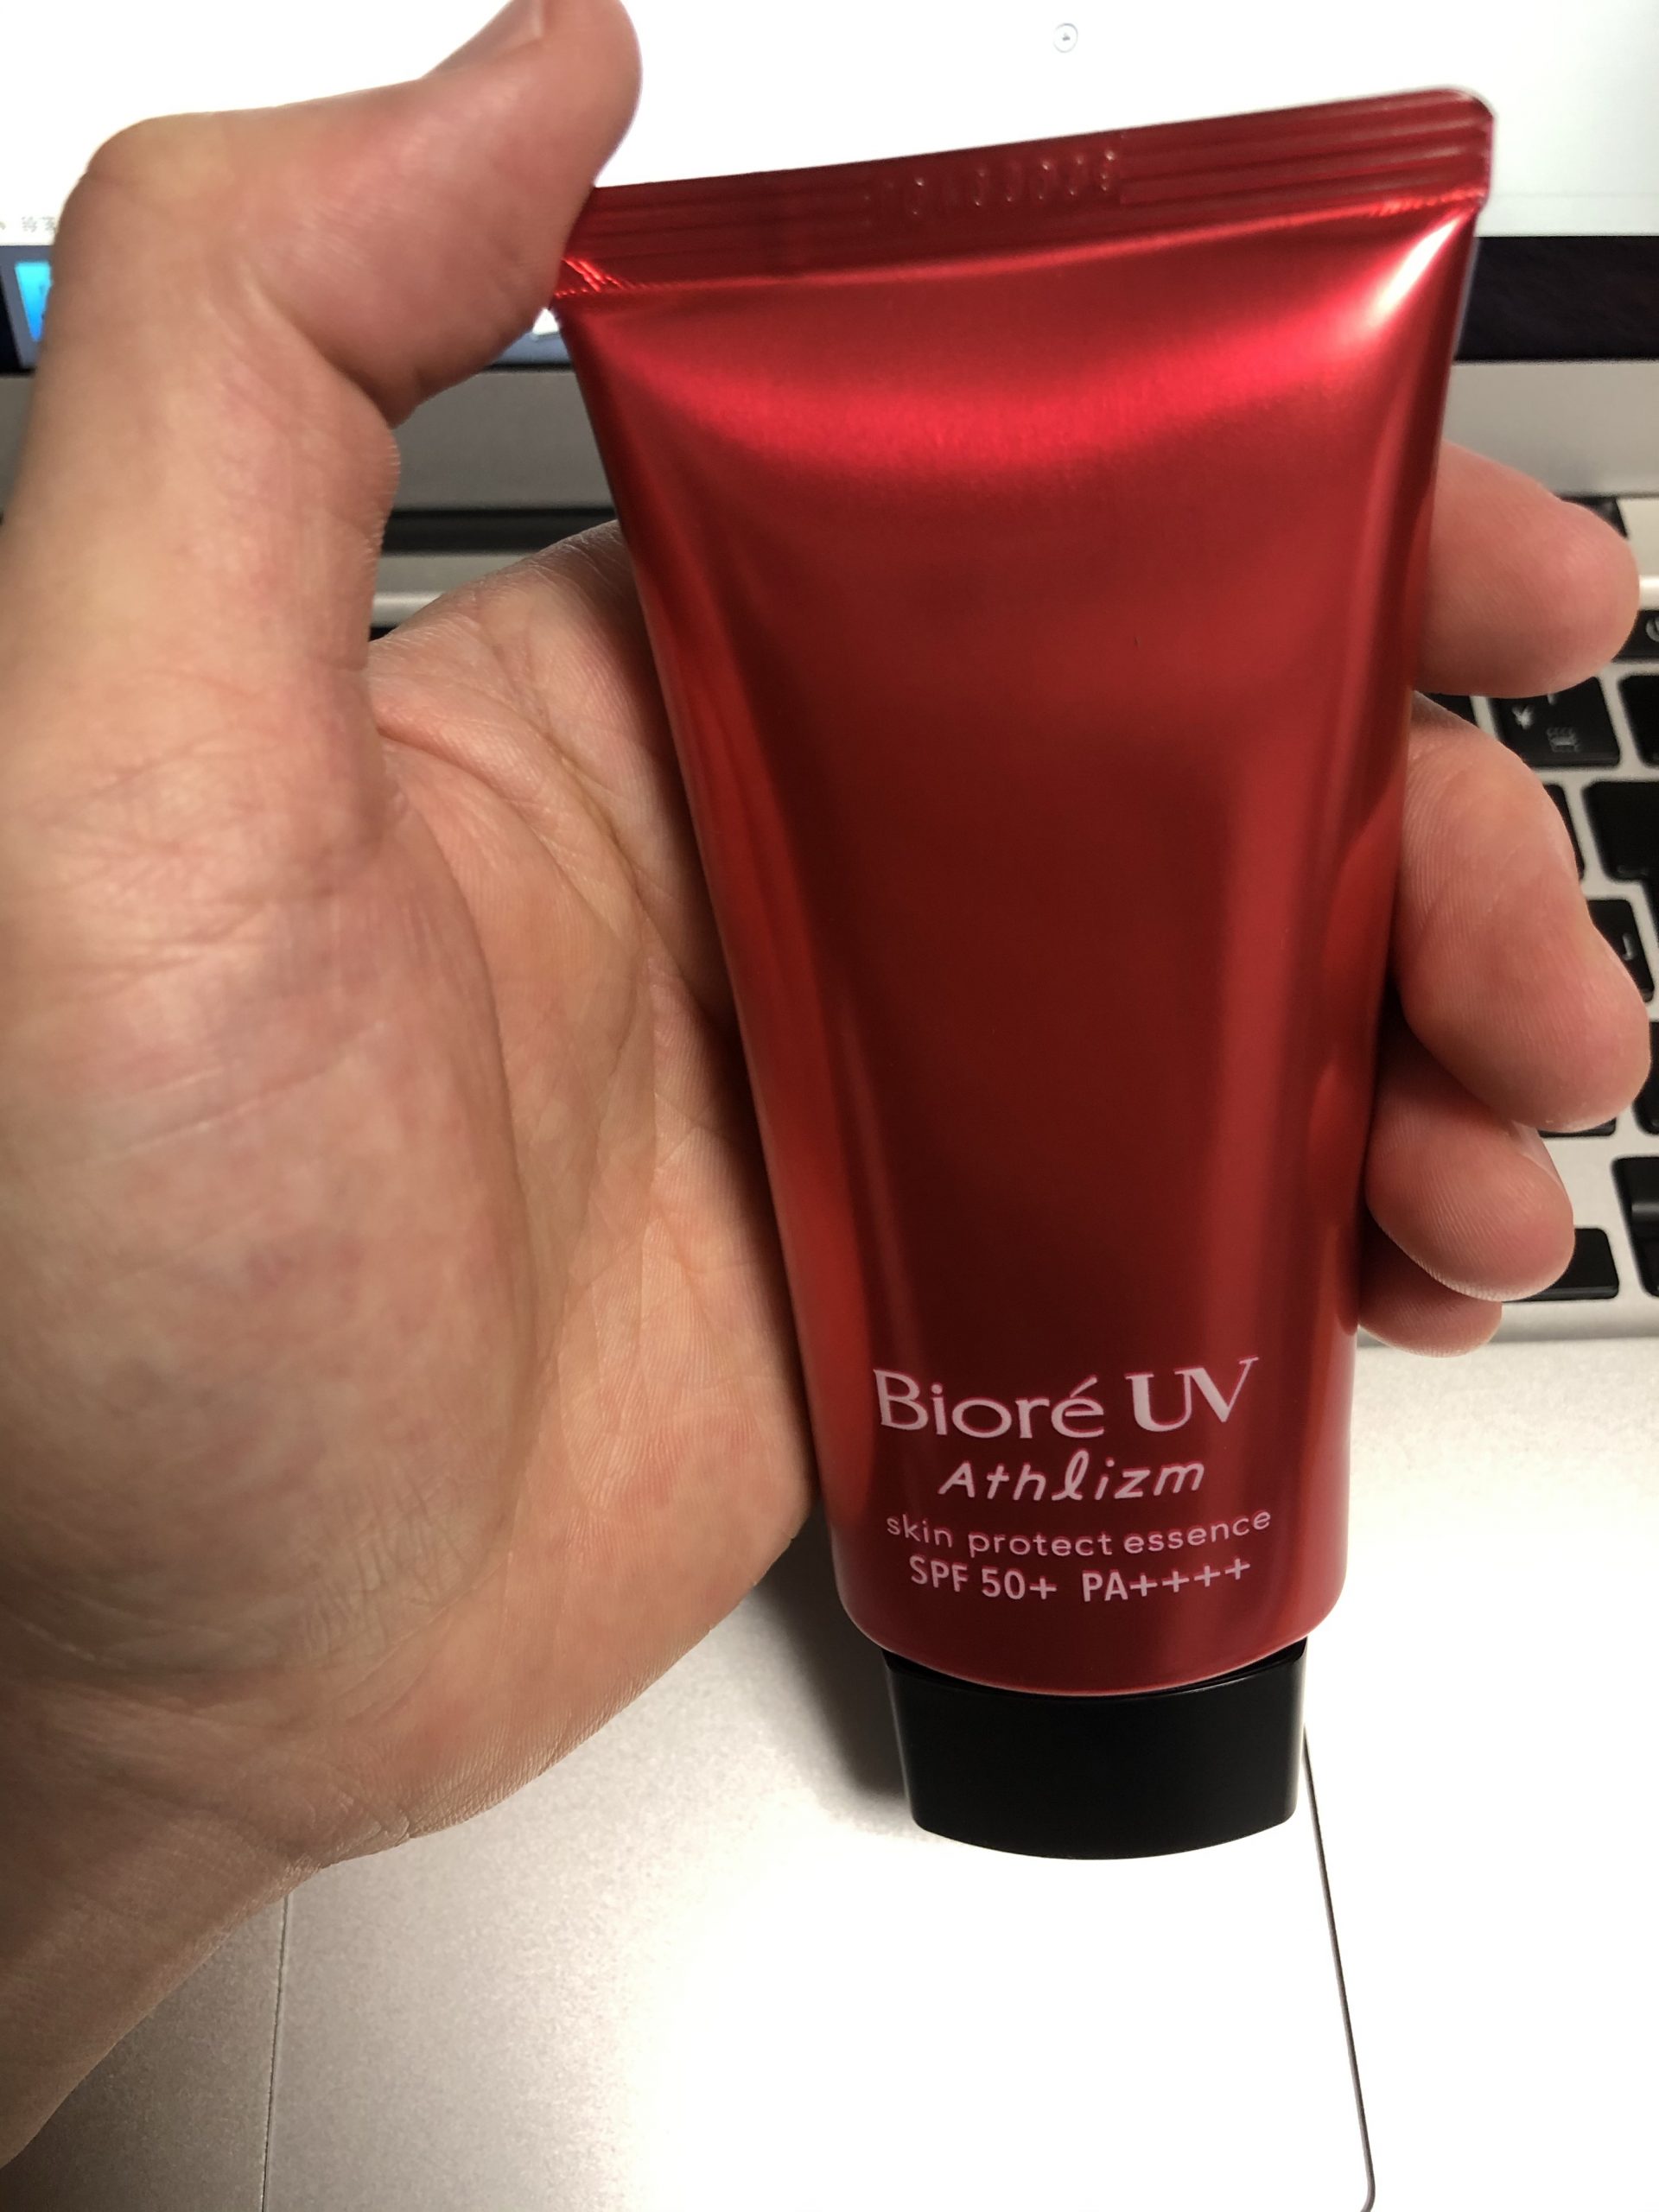 Bioré UV
Athlizm
skin protect essence
SPF 50+ PA++++
¥